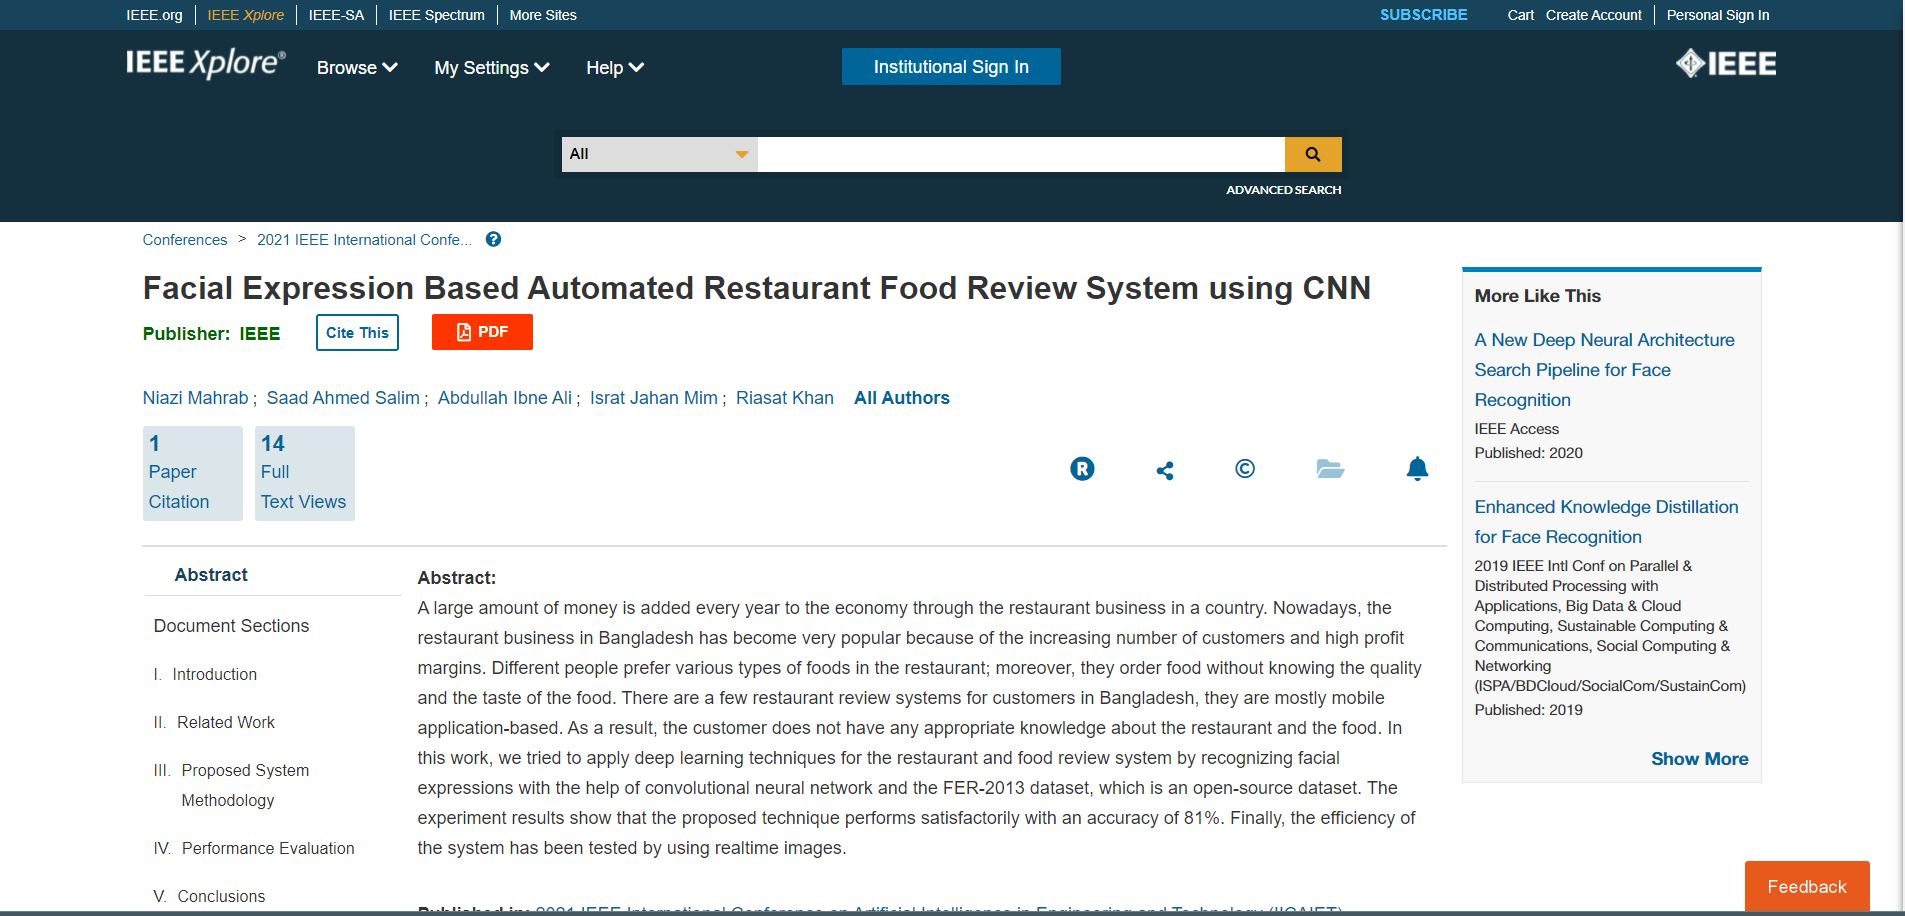 IEEE.org IEEE Xplore IEEE-SA IEEE Spectrum More Sites SUBSCRIBE Cart Create Account Personal Sign In
IEEE Xplore® Browse My Settings Help Institutional Sign In IEEE
All
ADVANCED SEARCH
Conferences > 2021 IEEE International Confe... ?
Facial Expression Based Automated Restaurant Food Review System using CNN
Publisher: IEEE Cite This PDF
Niazi Mahrab ; Saad Ahmed Salim ; Abdullah Ibne Ali ; Israt Jahan Mim ; Riasat Khan All Authors
1
Paper
Citation
14
Full
Text Views
R ©
Abstract
Document Sections
I. Introduction
II. Related Work
III. Proposed System
Methodology
IV. Performance Evaluation
V. Conclusions
Abstract:
A large amount of money is added every year to the economy through the restaurant business in a country. Nowadays, the
restaurant business in Bangladesh has become very popular because of the increasing number of customers and high profit
margins. Different people prefer various types of foods in the restaurant; moreover, they order food without knowing the quality
and the taste of the food. There are a few restaurant review systems for customers in Bangladesh, they are mostly mobile
application-based. As a result, the customer does not have any appropriate knowledge about the restaurant and the food. In
this work, we tried to apply deep learning techniques for the restaurant and food review system by recognizing facial
expressions with the help of convolutional neural network and the FER-2013 dataset, which is an open-source dataset. The
experiment results show that the proposed technique performs satisfactorily with an accuracy of 81%. Finally, the efficiency of
the system has been tested by using realtime images.
Published in: 2021 IEEE International Conference on Artificial Intelligence in Engineering and Technology (IICAIET)
More Like This
A New Deep Neural Architecture
Search Pipeline for Face
Recognition
IEEE Access
Published: 2020
Enhanced Knowledge Distillation
for Face Recognition
2019 IEEE Intl Conf on Parallel &
Distributed Processing with
Applications, Big Data & Cloud
Computing, Sustainable Computing &
Communications, Social Computing &
Networking
(ISPA/BDCloud/SocialCom/SustainCom)
Published: 2019
Show More
Feedback